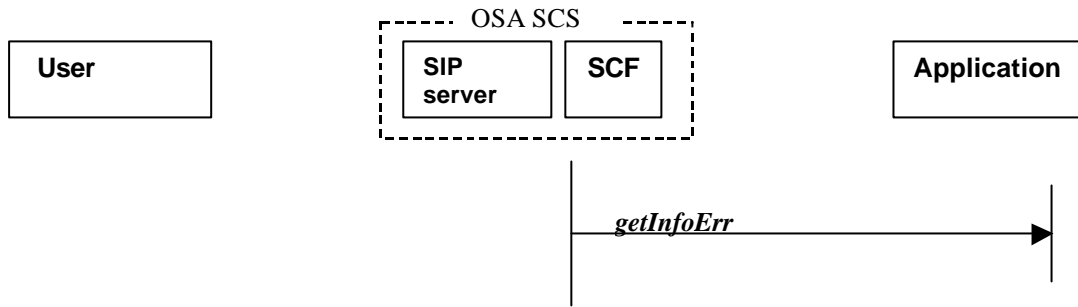 OSA SCS
User
SIP
server
SCF
Application
getInfoErr